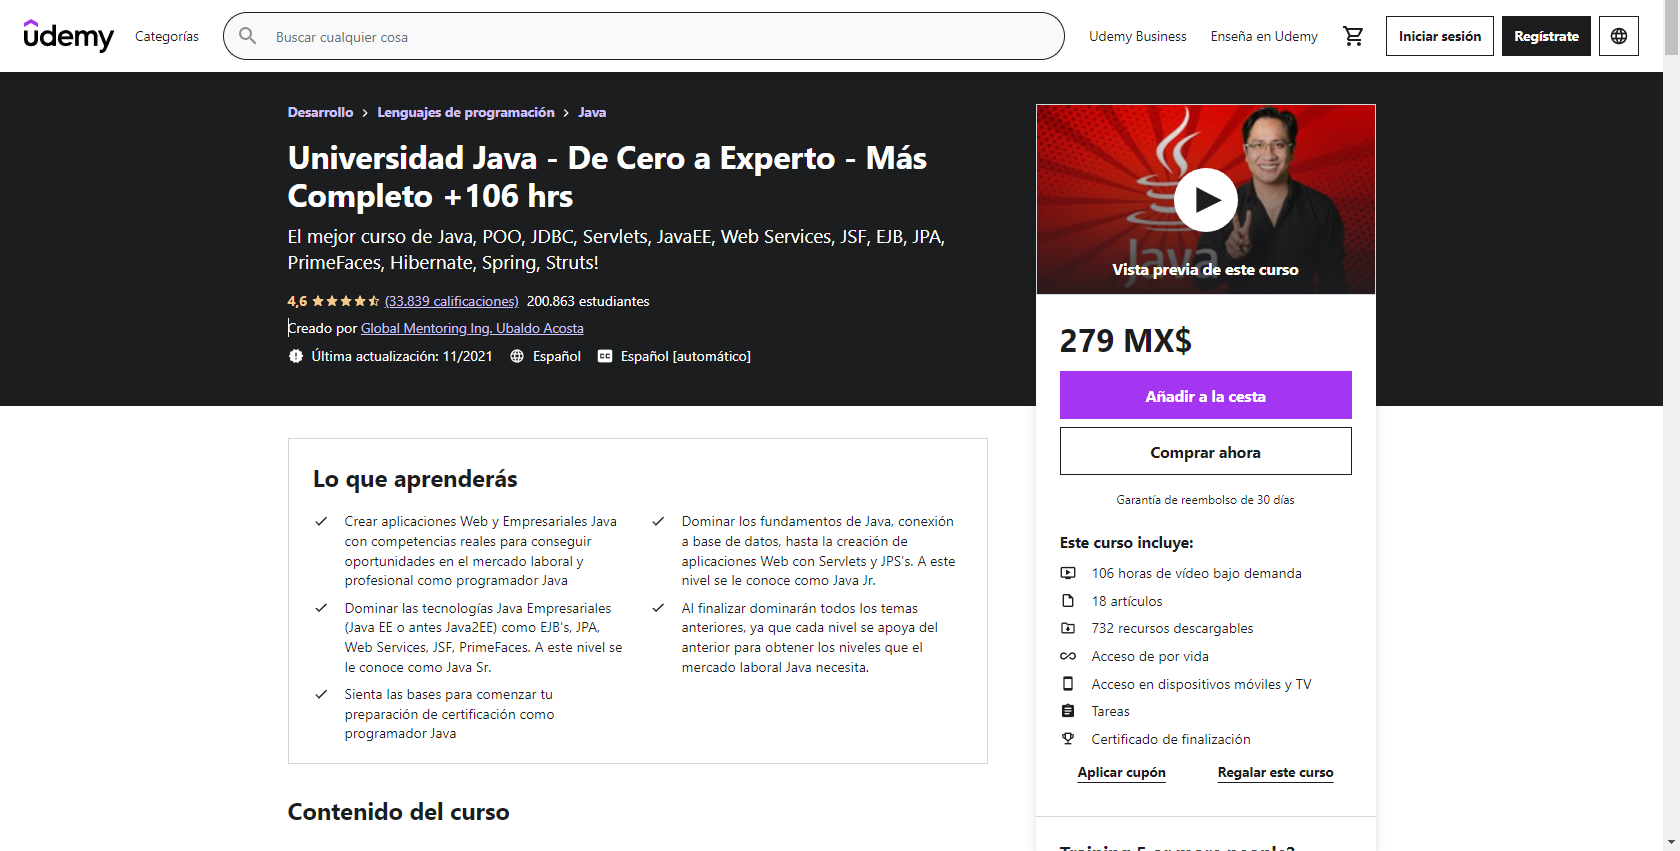 ûdemy
Categorías
Buscar cualquier cosa
Udemy Business
Enseña en Udemy
Iniciar sesión
Regístrate
Desarrollo > Lenguajes de programación > Java
Universidad Java - De Cero a Experto - Más
Completo +106 hrs
El mejor curso de Java, POO, JDBC, Servlets, JavaEE, Web Services, JSF, EJB, JPA,
PrimeFaces, Hibernate, Spring, Struts!
4,6 (33.839 calificaciones) 200.863 estudiantes
Creado por Global Mentoring Ing. Ubaldo Acosta
Última actualización: 11/2021 Español CC Español [automático]
Java
Vista previa de este curso
279 MX$
Añadir a la cesta
Comprar ahora
Garantía de reembolso de 30 días
Este curso incluye:
106 horas de vídeo bajo demanda
18 artículos
732 recursos descargables
Acceso de por vida
Acceso en dispositivos móviles y TV
Tareas
Certificado de finalización
Aplicar cupón
Regalar este curso
Training 5 or more people?
Lo que aprenderás
Crear aplicaciones Web y Empresariales Java
con competencias reales para conseguir
oportunidades en el mercado laboral y
profesional como programador Java
Dominar los fundamentos de Java, conexión
a base de datos, hasta la creación de
aplicaciones Web con Servlets y JPS's. A este
nivel se le conoce como Java Jr.
Dominar las tecnologías Java Empresariales
(Java EE o antes Java2EE) como EJB's, JPA,
Web Services, JSF, PrimeFaces. A este nivel se
le conoce como Java Sr.
Al finalizar dominarán todos los temas
anteriores, ya que cada nivel se apoya del
anterior para obtener los niveles que el
mercado laboral Java necesita.
Sienta las bases para comenzar tu
preparación de certificación como
programador Java
Contenido del curso